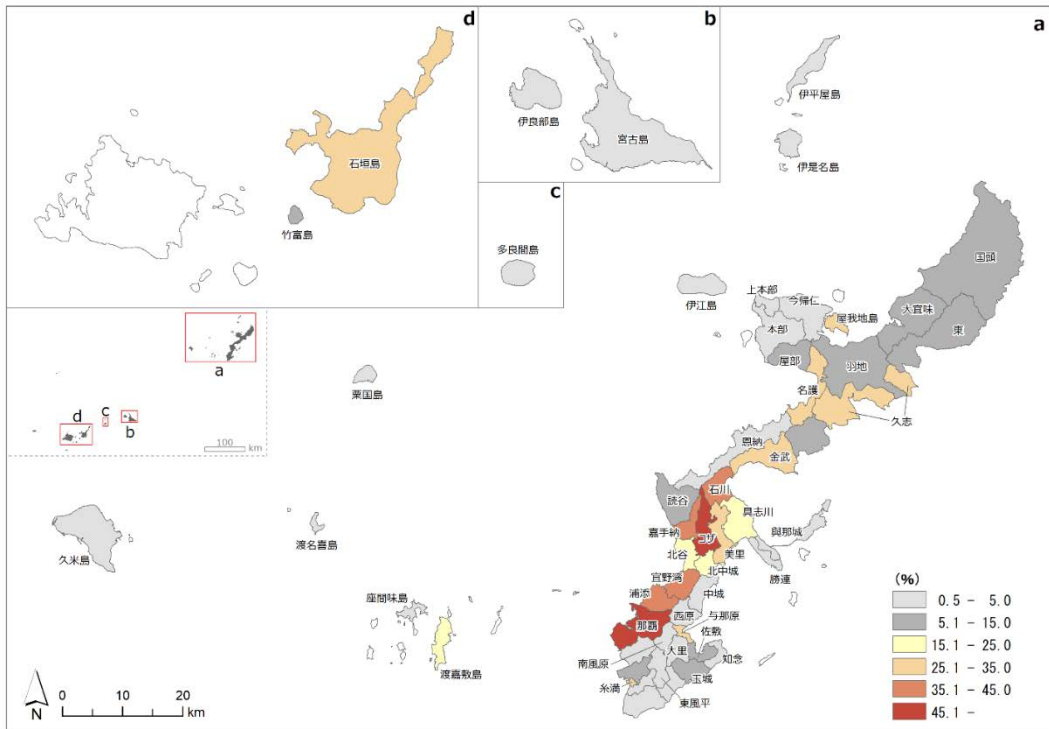 d
石垣島
竹富島
b
伊良部島
宮古島
c
多良間島
a
伊平屋島
伊是名島
国頭
伊江島
上本部
今帰仁
大宜味
屋我地島
本部
東
屋部
羽地
名護
久志
恩納
金武
a
d
c
b
100
km
粟国島
石川
読谷
具志川
嘉手納
コザ
與那城
北谷
美里
久米島
渡名喜島
北中城
勝連
宜野湾
座間味島
浦添
中城
西原
与那原
那覇
佐敷
大里
知念
渡嘉敷島
南風原
玉城
糸満
東風平
(%)
0.5 - 5.0
5.1 - 15.0
15.1 - 25.0
25.1 - 35.0
35.1 - 45.0
45.1 -
N
0 10 20
km